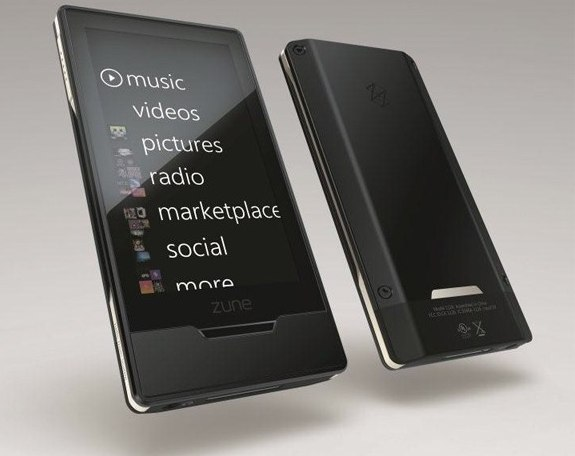 music
videos
pictures
radio
marketplace
social
more
zune